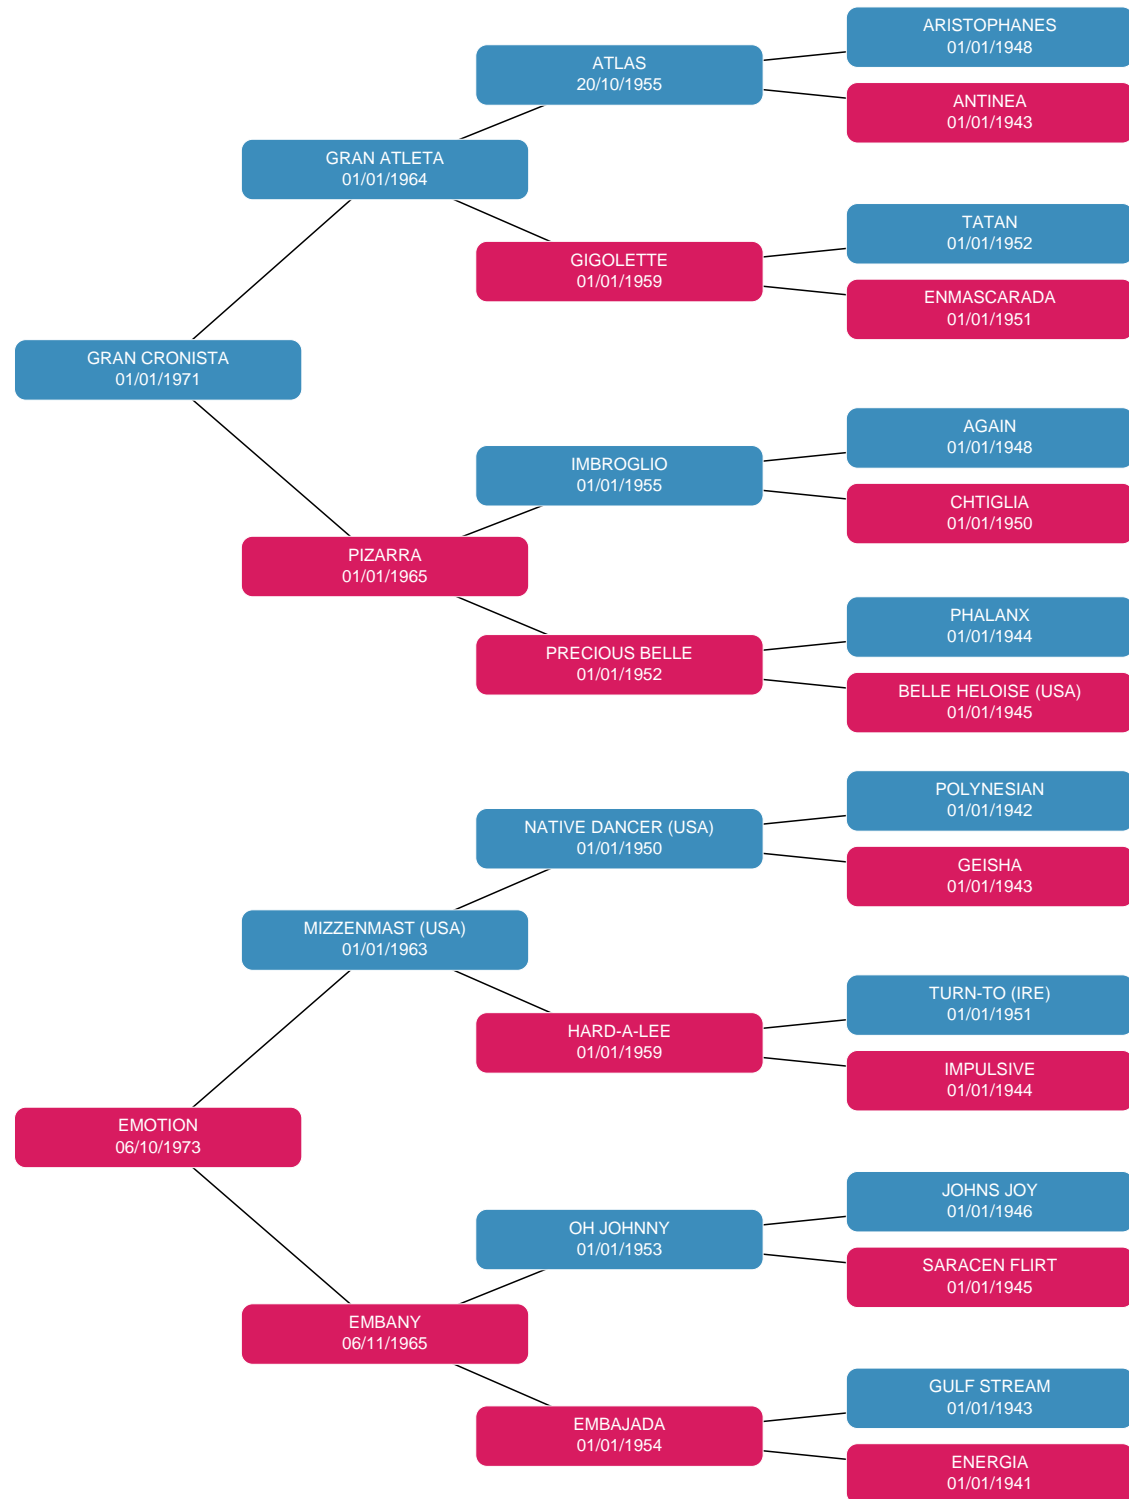 ARISTOPHANES
01/01/1948
ATLAS
20/10/1955
ANTINEA
01/01/1943
GRAN ATLETA
01/01/1964
TATAN
01/01/1952
GIGOLETTE
01/01/1959
ENMASCARADA
01/01/1951
GRAN CRONISTA
01/01/1971
AGAIN
01/01/1948
IMBROGLIO
01/01/1955
CHTIGLIA
01/01/1950
PIZARRA
01/01/1965
PHALANX
01/01/1944
PRECIOUS BELLE
01/01/1952
BELLE HELOISE (USA)
01/01/1945
POLYNESIAN
01/01/1942
NATIVE DANCER (USA)
01/01/1950
GEISHA
01/01/1943
MIZZENMAST (USA)
01/01/1963
TURN-TO (IRE)
01/01/1951
HARD-A-LEE
01/01/1959
IMPULSIVE
01/01/1944
EMOTION
06/10/1973
JOHNS JOY
01/01/1946
OH JOHNNY
01/01/1953
SARACEN FLIRT
01/01/1945
EMBANY
06/11/1965
GULF STREAM
01/01/1943
EMBAJADA
01/01/1954
ENERGIA
01/01/1941